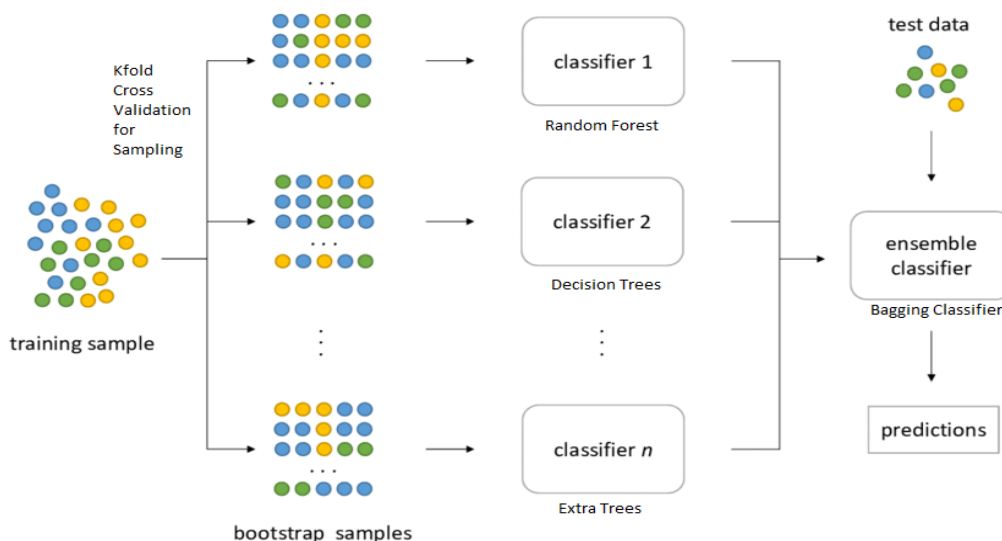 test data
Kfold
Cross
Validation
for
Sampling
...
classifier 1
Random Forest
classifier 2
...
Decision Trees
ensemble
classifier
Bagging Classifier
training sample
predictions
classifier n
...
Extra Trees
bootstrap samples